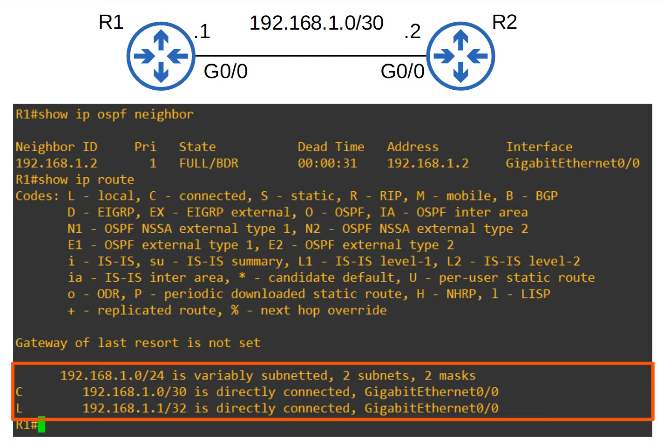 R1 .1 192.168.1.0/30 .2 R2
G0/0 G0/0
R1#show ip ospf neighbor
Neighbor ID Pri State Dead Time Address Interface
192.168.1.2 1 FULL/BDR 00:00:31 192.168.1.2 GigabitEthernet0/0
R1#show ip route
Codes: L - local, C - connected, S - static, R - RIP, M - mobile, B - BGP
D - EIGRP, EX - EIGRP external, O - OSPF, IA - OSPF inter area
N1 - OSPF NSSA external type 1, N2 - OSPF NSSA external type 2
E1 - OSPF external type 1, E2 - OSPF external type 2
i - IS-IS, su - IS-IS summary, L1 - IS-IS level-1, L2 - IS-IS level-2
ia - IS-IS inter area, * - candidate default, U - per-user static route
o - ODR, P - periodic downloaded static route, H - NHRP, l - LISP
+ - replicated route, % - next hop override
Gateway of last resort is not set
192.168.1.0/24 is variably subnetted, 2 subnets, 2 masks
C 192.168.1.0/30 is directly connected, GigabitEthernet0/0
L 192.168.1.1/32 is directly connected, GigabitEthernet0/0
R1#